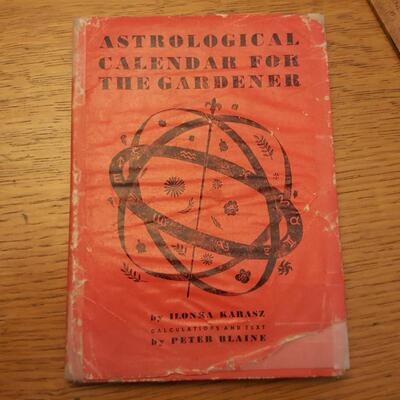 ASTROLOGICAL
CALENDAR FOR
THE GARDENER
by ILONKA KARASZ
CALCULATIONS AND TEXT
by PETER BLAINE